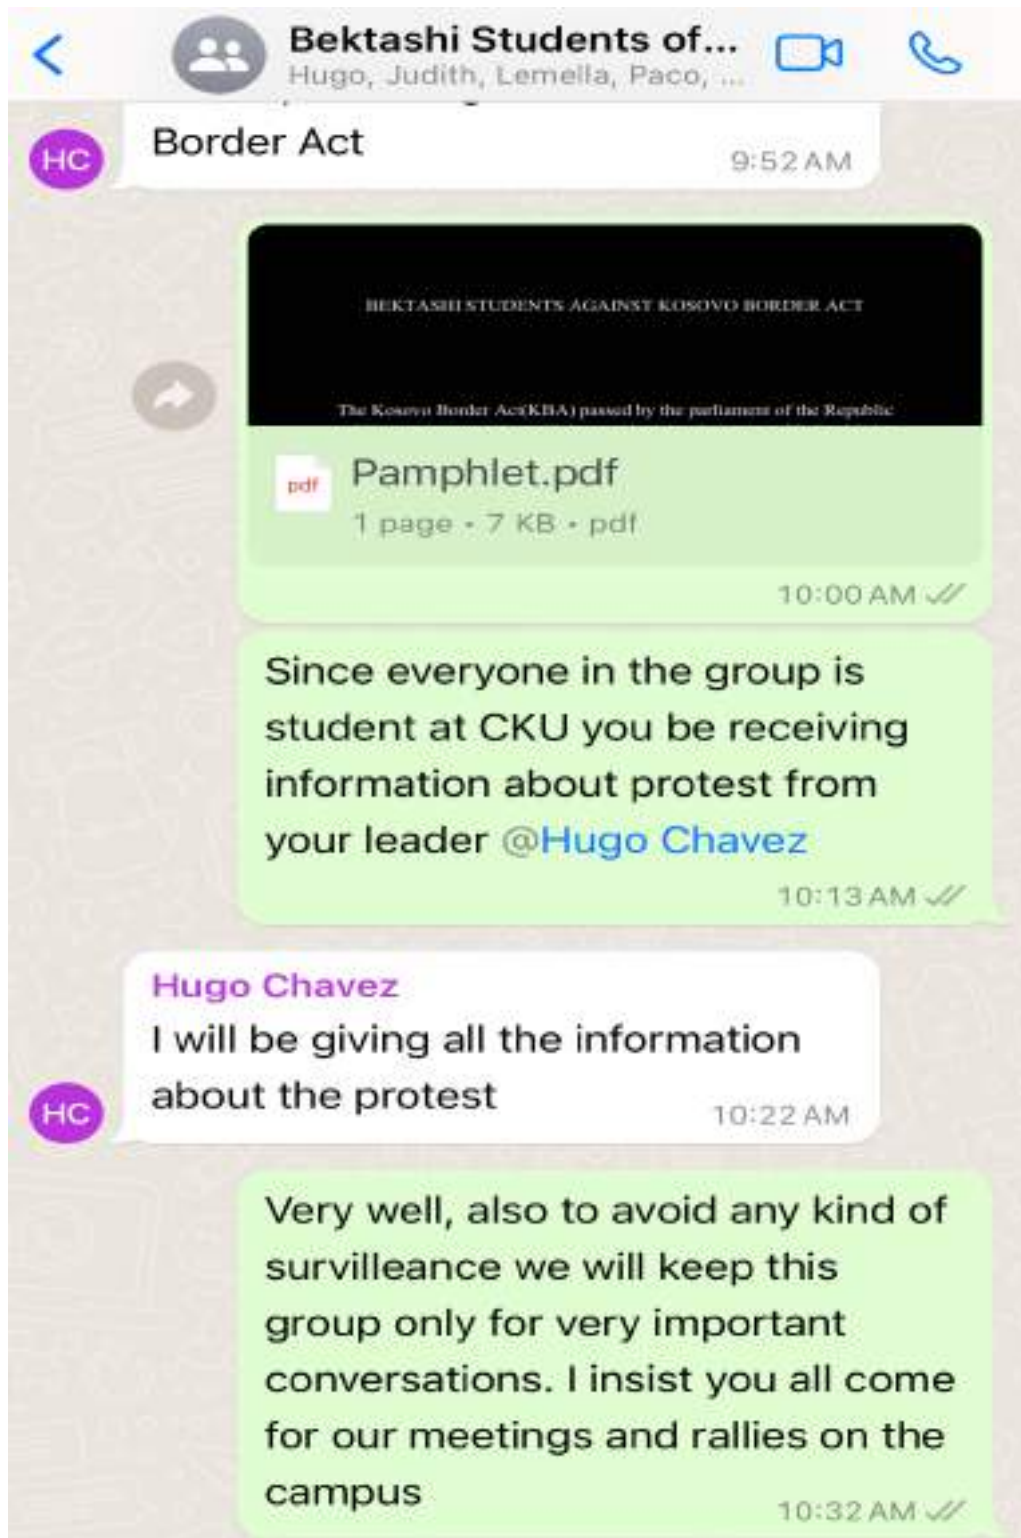 Bektashi Students of...
Hugo, Judith, Lemella, Paco, ...
Border Act
HC
9:52 AM
BEKTASHI STUDENTS AGAINST KOSOVO BORDER ACT
The Kosovo Border Act(KBA) passed by the parliament of the Republic
pdf
Pamphlet.pdf
1 page • 7 KB • pdf
10:00 AM
Since everyone in the group is
student at CKU you be receiving
information about protest from
your leader @Hugo Chavez
10:13 AM
Hugo Chavez
I will be giving all the information
about the protest
HC
10:22 AM
Very well, also to avoid any kind of
survilleance we will keep this
group only for very important
conversations. I insist you all come
for our meetings and rallies on the
campus
10:32 AM